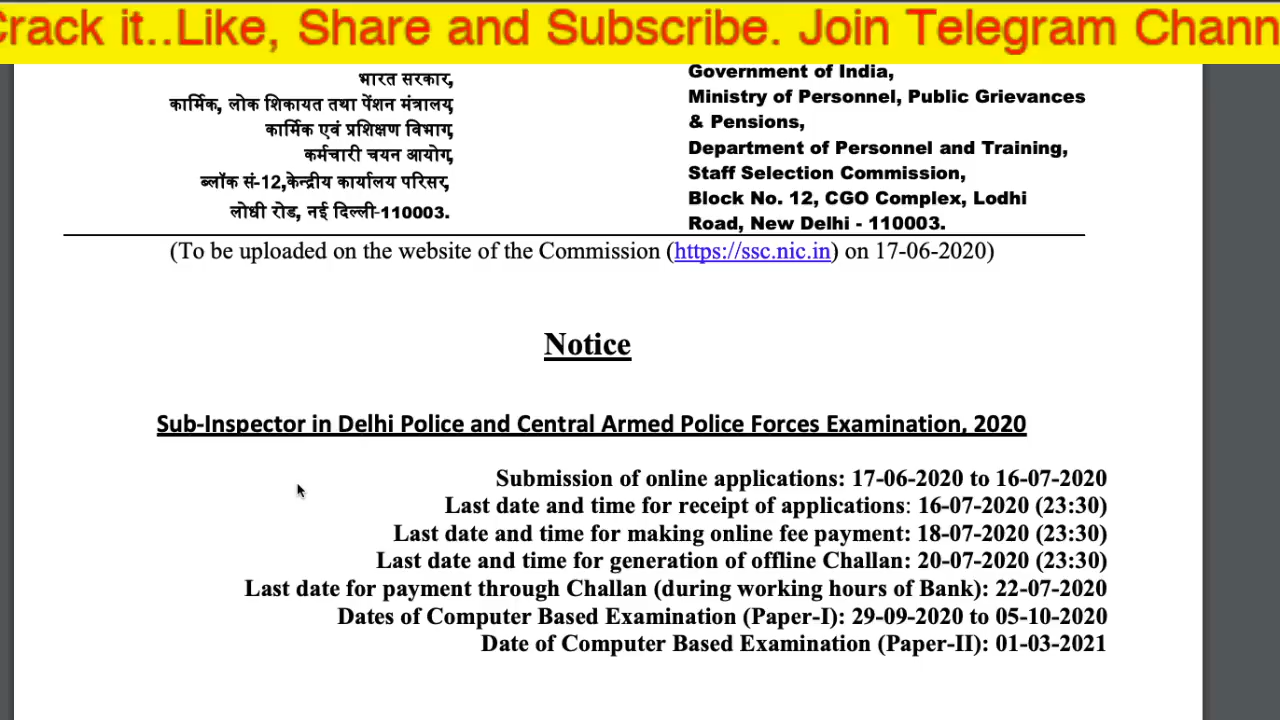 Crack it..Like, Share and Subscribe. Join Telegram Chann
भारत सरकार,
कार्मिक, लोक शिकायत तथा पेंशन मंत्रालय,
कार्मिक एवं प्रशिक्षण विभाग,
कर्मचारी चयन आयोग,
ब्लॉक सं-12,केन्द्रीय कार्यालय परिसर,
लोधी रोड, नई दिल्ली-110003.
Government of India,
Ministry of Personnel, Public Grievances
& Pensions,
Department of Personnel and Training,
Staff Selection Commission,
Block No. 12, CGO Complex, Lodhi
Road, New Delhi - 110003.
(To be uploaded on the website of the Commission (https://ssc.nic.in) on 17-06-2020)
Notice
Sub-Inspector in Delhi Police and Central Armed Police Forces Examination, 2020
Submission of online applications: 17-06-2020 to 16-07-2020
Last date and time for receipt of applications: 16-07-2020 (23:30)
Last date and time for making online fee payment: 18-07-2020 (23:30)
Last date and time for generation of offline Challan: 20-07-2020 (23:30)
Last date for payment through Challan (during working hours of Bank): 22-07-2020
Dates of Computer Based Examination (Paper-I): 29-09-2020 to 05-10-2020
Date of Computer Based Examination (Paper-II): 01-03-2021